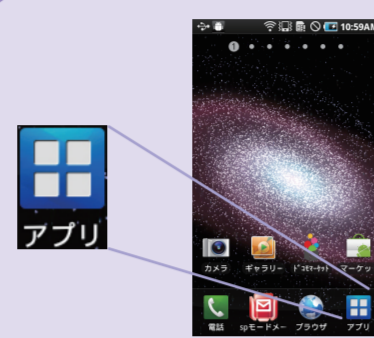 10:59AM
1
アプリ
カメラ
ギャラリー
ドコモマーケット
マーケッ
電話
spモードメー
ブラウザ
アプリ